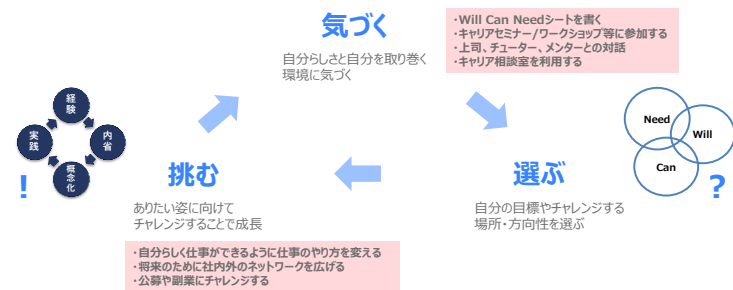 気づく
自分らしさと自分を取り巻く
環境に気づく
・Will Can Needシートを書く
・キャリアセミナー/ワークショップ等に参加する
・上司、チューター、メンターとの対話
・キャリア相談室を利用する
経験
内省
概念化
実践
!
挑む
ありたい姿に向けて
チャレンジすることで成長
・自分らしく仕事ができるように仕事のやり方を変える
・将来のために社内外のネットワークを広げる
・公募や副業にチャレンジする
選ぶ
自分の目標やチャレンジする
場所・方向性を選ぶ
Need
Will
Can
?